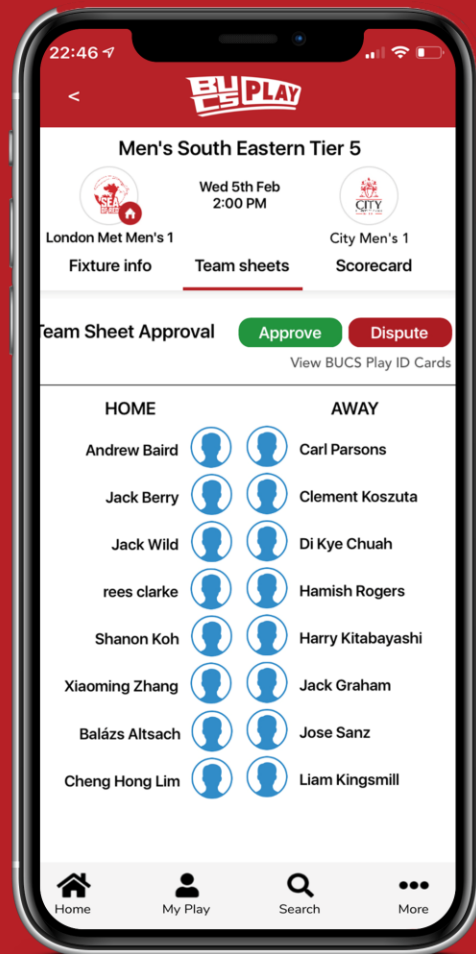 22:46
<
BUCS PLAY
Men's South Eastern Tier 5
Wed 5th Feb
2:00 PM
SEA
CITY
London Met Men's 1
City Men's 1
Fixture info Team sheets Scorecard
Team Sheet Approval Approve Dispute
View BUCS Play ID Cards
HOME AWAY
Andrew Baird Carl Parsons
Jack Berry Clement Koszuta
Jack Wild Di Kye Chuah
rees clarke Hamish Rogers
Shanon Koh Harry Kitabayashi
Xiaoming Zhang Jack Graham
Balázs Altsach Jose Sanz
Cheng Hong Lim Liam Kingsmill
Home My Play Search More